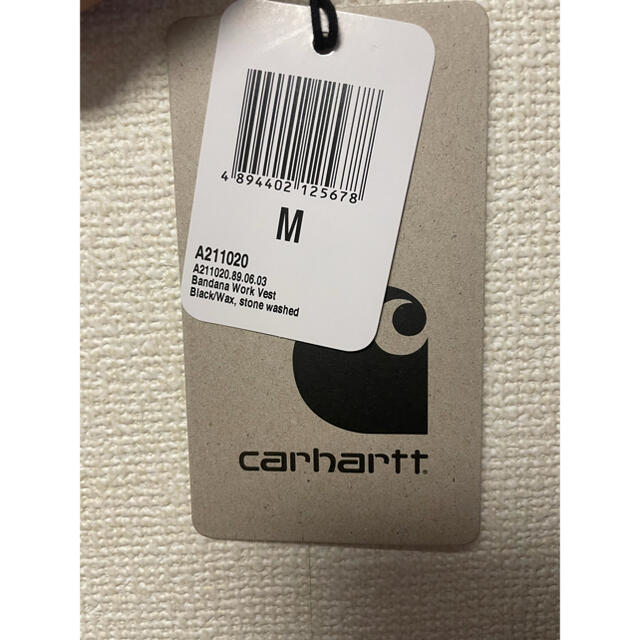 4 894402 125678
M
A211020
A211020.89.06.03
Bandana Work Vest
Black/Wax, stone washed
carhartt.